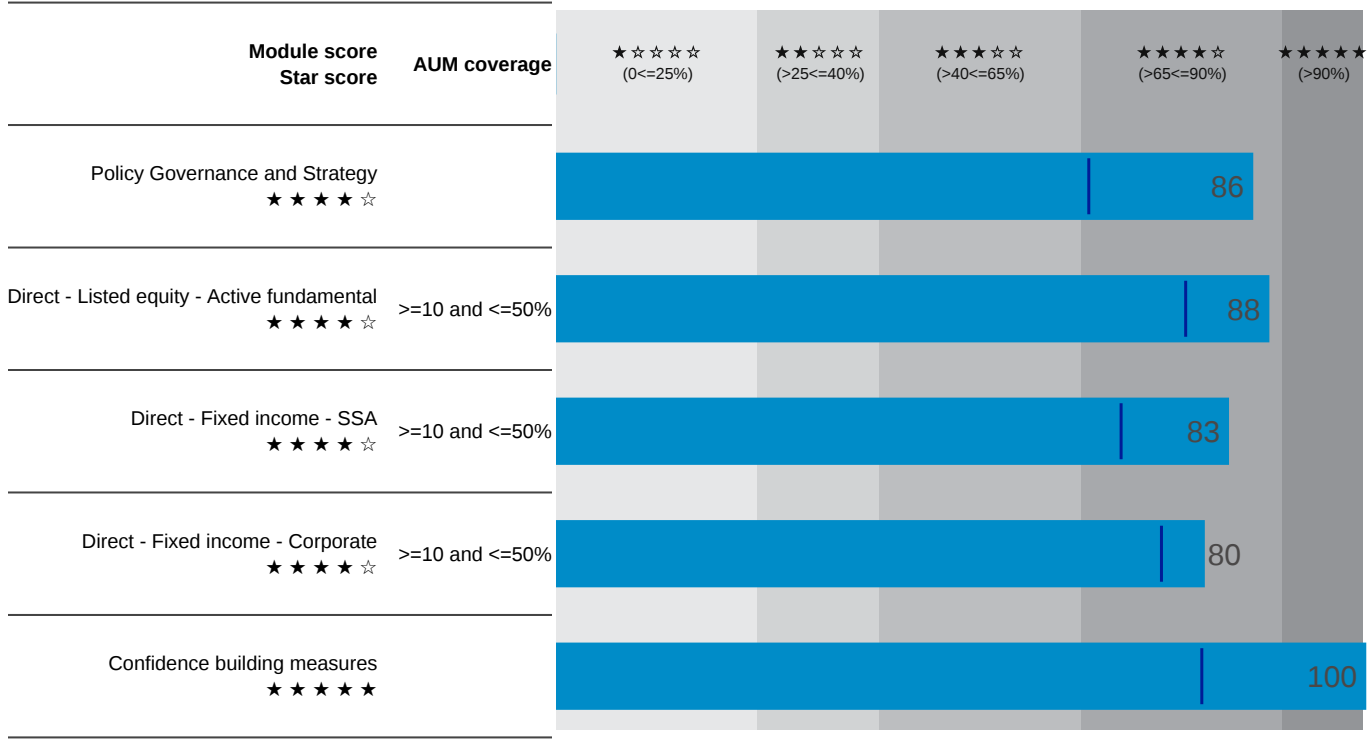 Module score
Star score
AUM coverage
★☆☆☆☆
(0<=25%)
★★☆☆☆
(>25<=40%)
★★★☆☆
(>40<=65%)
★★★★☆
(>65<=90%)
★★★★★
(>90%)
Policy Governance and Strategy
★★★★☆
86
Direct - Listed equity - Active fundamental
★★★★☆
>=10 and <=50%
88
Direct - Fixed income - SSA
★★★★☆
>=10 and <=50%
83
Direct - Fixed income - Corporate
★★★★☆
>=10 and <=50%
80
Confidence building measures
★★★★★
100